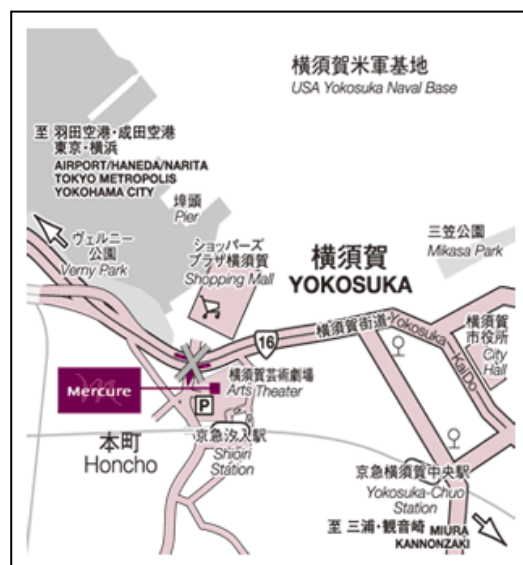 横須賀米軍基地
USA Yokosuka Naval Base
至 羽田空港・成田空港
東京・横浜
AIRPORT/HANEDA/NARITA
TOKYO METROPOLIS
YOKOHAMA CITY
埠頭
Pier
ヴェルニー
公園
Verny Park
ショッパーズ
プラザ横須賀
Shopping Mall
横須賀
YOKOSUKA
三笠公園
Mikasa Park
16
横須賀街道 Yokosuka KaiDo
横須賀
市役所
City
Hall
Mercure
横須賀芸術劇場
Arts Theater
P
本町
Honcho
京急汐入駅
Shioiri
Station
京急横須賀中央駅
Yokosuka-Chuo
Station
至 三浦・観音崎 MIURA
KANNONZAKI